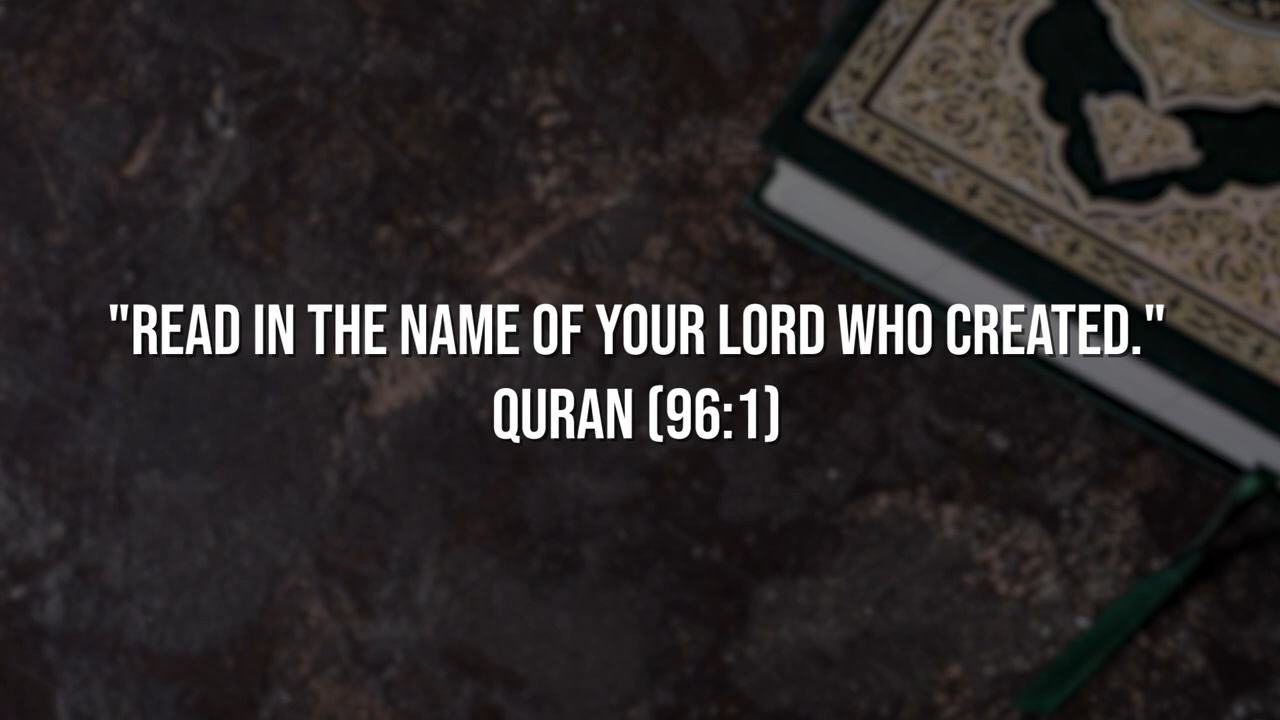 "READ IN THE NAME OF YOUR LORD WHO CREATED."
QURAN (96:1)